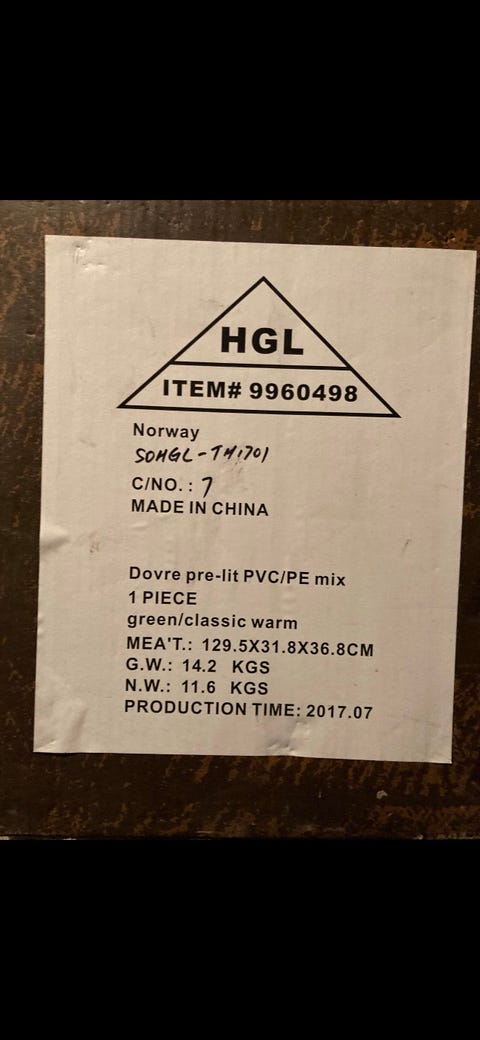 HGL
ITEM# 9960498
Norway
SOHGL-TH1701
C/NO.: 7
MADE IN CHINA
Dovre pre-lit PVC/PE mix
1 PIECE
green/classic warm
MEA'T.: 129.5X31.8X36.8CM
G.W.: 14.2 KGS
N.W.: 11.6 KGS
PRODUCTION TIME: 2017.07